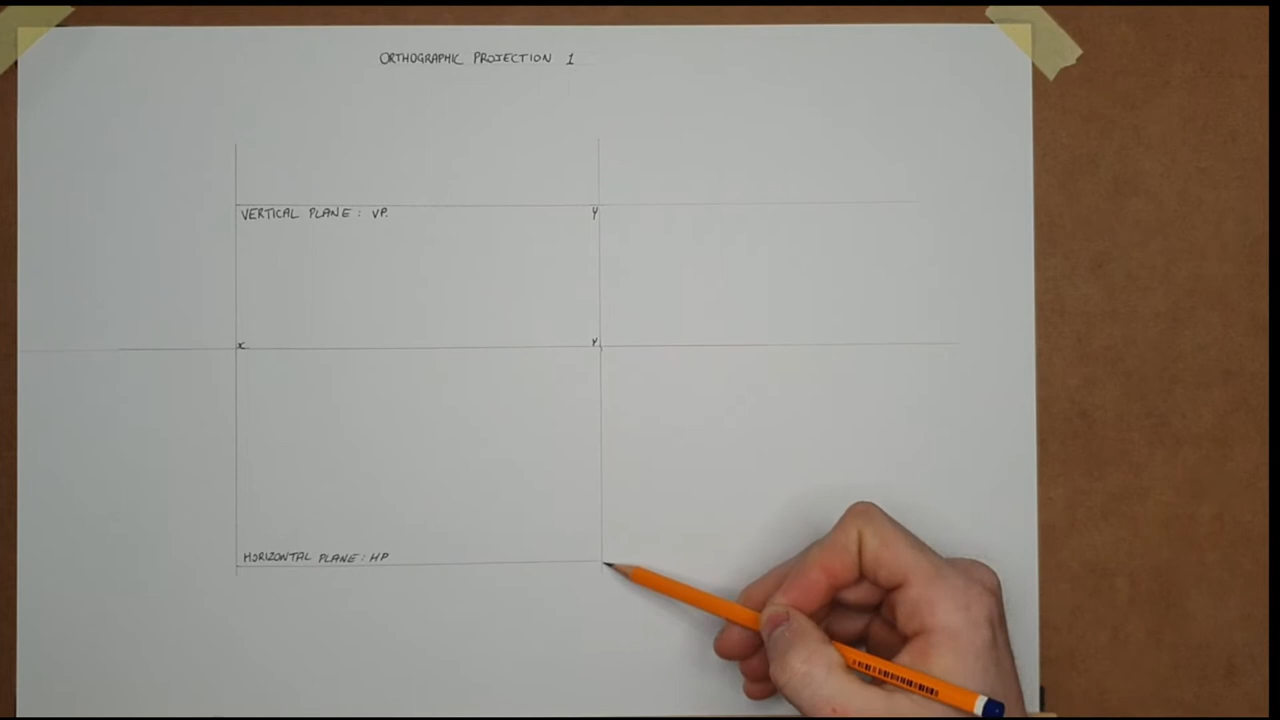 ORTHOGRAPHIC PROJECTION 1
VERTICAL PLANE: VP.
Y
X
Y
HORIZONTAL PLANE: HP